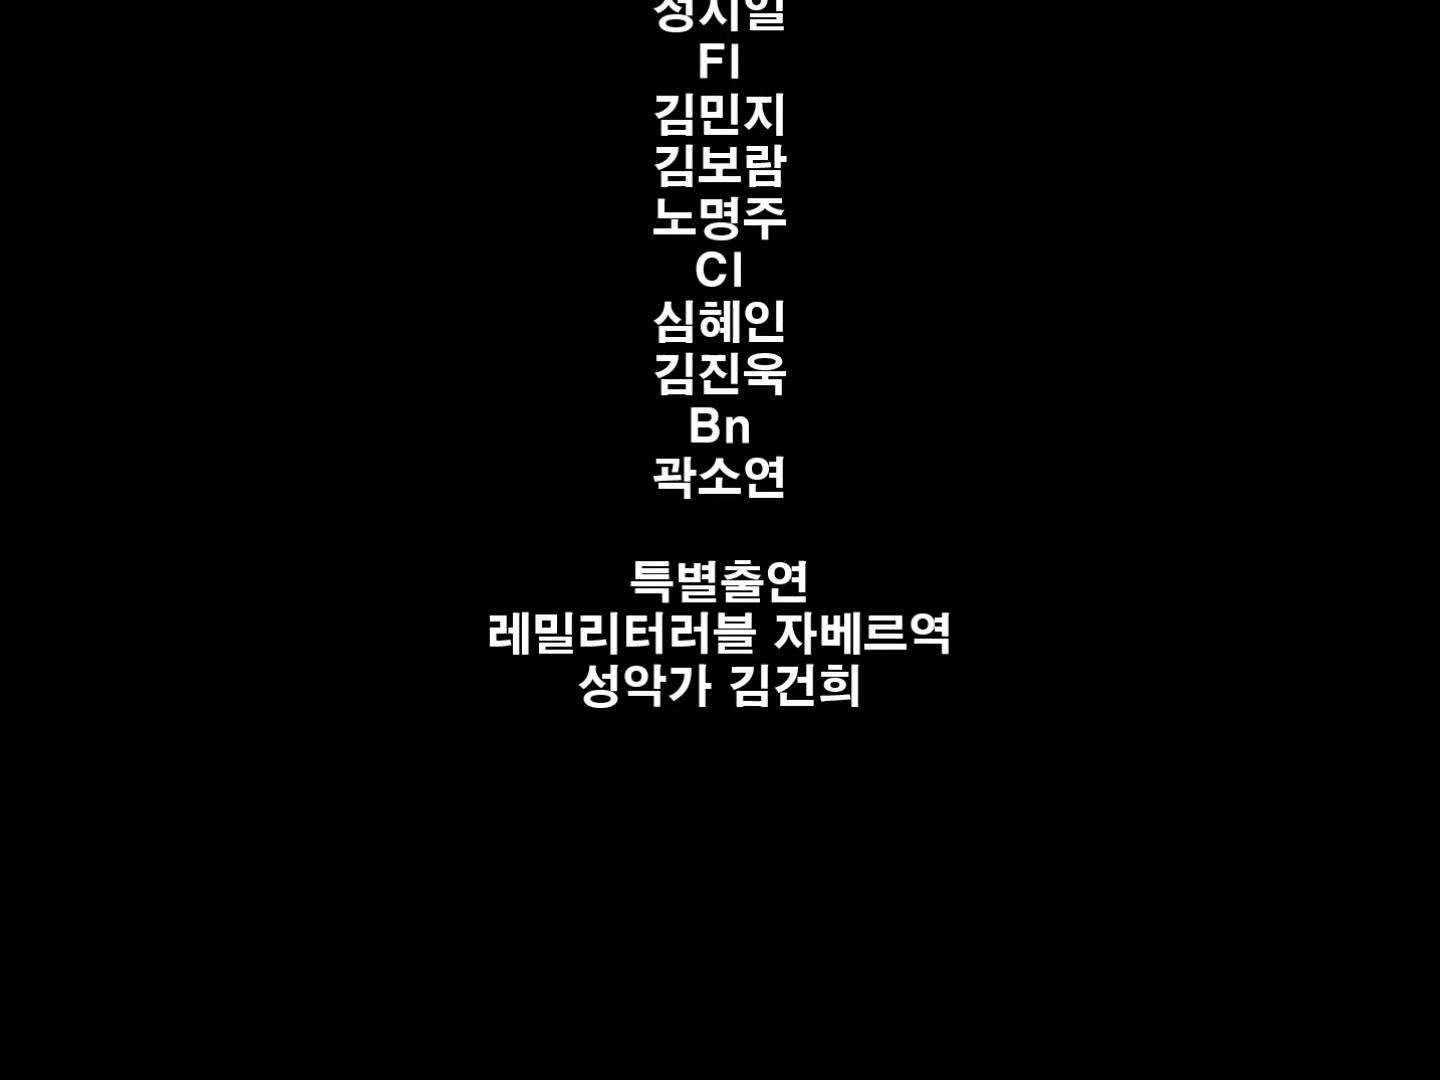 Fl
김민지
김보람
노명주
Cl
심혜인
김진욱
Bn
곽소연
특별출연
레밀리터러블 자베르역
성악가 김건희